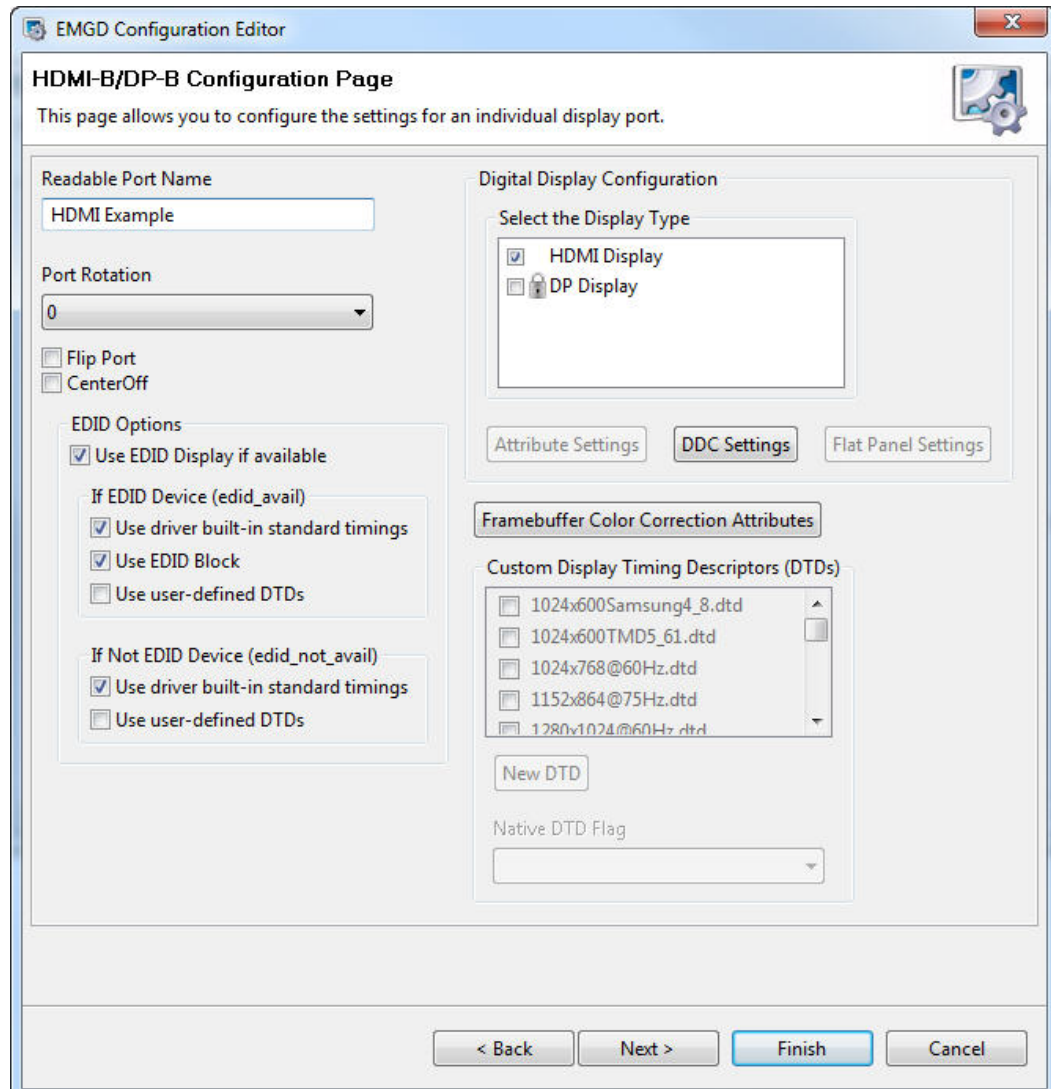 EMGD Configuration Editor
HDMI-B/DP-B Configuration Page
This page allows you to configure the settings for an individual display port.
Readable Port Name
HDMI Example
Port Rotation
0
Flip Port
CenterOff
EDID Options
Use EDID Display if available
If EDID Device (edid_avail)
Use driver built-in standard timings
Use EDID Block
Use user-defined DTDs
If Not EDID Device (edid_not_avail)
Use driver built-in standard timings
Use user-defined DTDs
Digital Display Configuration
Select the Display Type
HDMI Display
DP Display
Attribute Settings
DDC Settings
Flat Panel Settings
Framebuffer Color Correction Attributes
Custom Display Timing Descriptors (DTDs)
1024x600Samsung4_8.dtd
1024x600TMD5_61.dtd
1024x768@60Hz.dtd
1152x864@75Hz.dtd
1280x1024@60Hz.dtd
New DTD
Native DTD Flag
< Back
Next >
Finish
Cancel